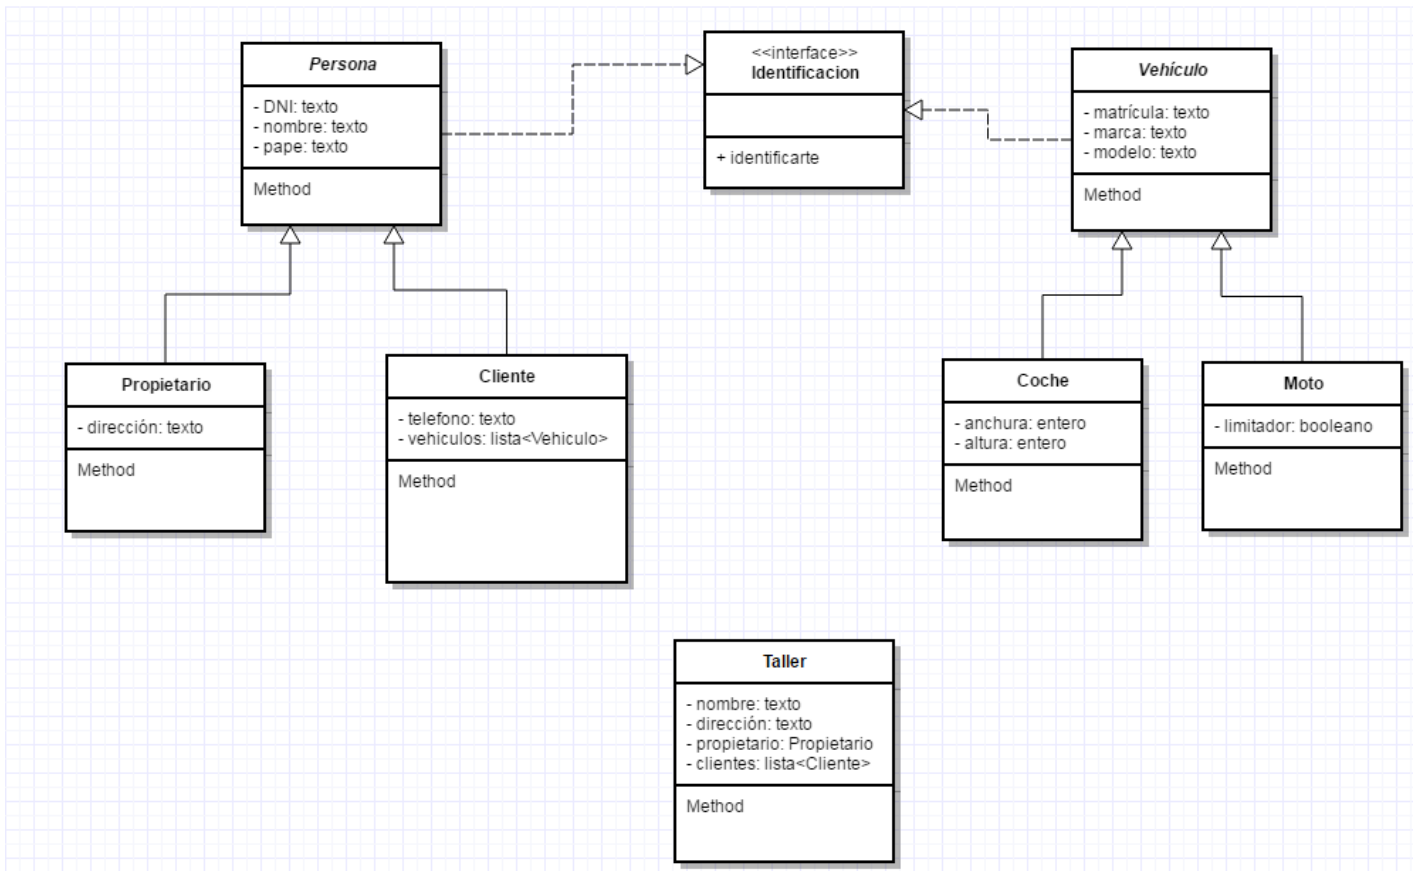 Persona
- DNI: texto
- nombre: texto
- pape: texto
Method
<<interface>>
Identificacion
+ identificarte
Vehículo
- matrícula: texto
- marca: texto
- modelo: texto
Method
Propietario
- dirección: texto
Method
Cliente
- telefono: texto
- vehiculos: lista<Vehiculo>
Method
Coche
- anchura: entero
- altura: entero
Method
Moto
- limitador: booleano
Method
Taller
- nombre: texto
- dirección: texto
- propietario: Propietario
- clientes: lista<Cliente>
Method